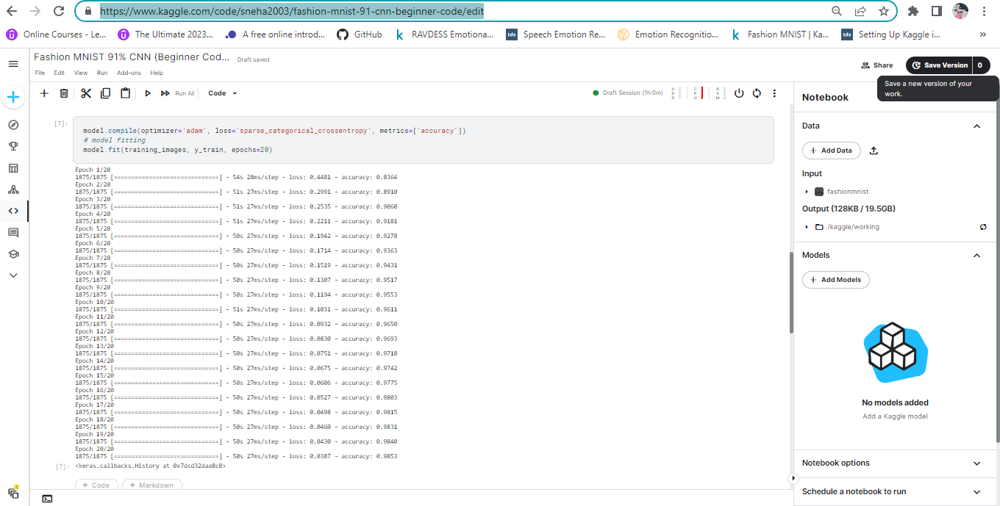 https://www.kaggle.com/code/sneha2003/fashion-mnist-91-cnn-beginner-code/edit
Online Courses - Le...
The Ultimate 2023...
A free online introd...
GitHub
RAVDESS Emotiona...
Speech Emotion Re...
Emotion Recognitio...
Fashion MNIST | Ka...
Setting Up Kaggle i...
Fashion MNIST 91% CNN (Beginner Cod...
Draft saved
File Edit View Run Add-ons Help
Share
Save Version 0
Save a new version of your
work.
Run All
Code
Draft Session (1h:0m)
HDD
CPU
RAM
[7]:
model.compile(optimizer='adam', loss='sparse_categorical_crossentropy', metrics=['accuracy'])
# model fitting
model.fit(training_images, y_train, epochs=20)
Epoch 1/20
1875/1875 [==============================] - 54s 28ms/step - loss: 0.4481 - accuracy: 0.8364
Epoch 2/20
1875/1875 [==============================] - 51s 27ms/step - loss: 0.2991 - accuracy: 0.8910
Epoch 3/20
1875/1875 [==============================] - 51s 27ms/step - loss: 0.2535 - accuracy: 0.9060
Epoch 4/20
1875/1875 [==============================] - 51s 27ms/step - loss: 0.2211 - accuracy: 0.9181
Epoch 5/20
1875/1875 [==============================] - 50s 27ms/step - loss: 0.1942 - accuracy: 0.9278
Epoch 6/20
1875/1875 [==============================] - 50s 27ms/step - loss: 0.1714 - accuracy: 0.9363
Epoch 7/20
1875/1875 [==============================] - 50s 27ms/step - loss: 0.1519 - accuracy: 0.9431
Epoch 8/20
1875/1875 [==============================] - 50s 27ms/step - loss: 0.1307 - accuracy: 0.9517
Epoch 9/20
1875/1875 [==============================] - 50s 27ms/step - loss: 0.1194 - accuracy: 0.9553
Epoch 10/20
1875/1875 [==============================] - 51s 27ms/step - loss: 0.1031 - accuracy: 0.9611
Epoch 11/20
1875/1875 [==============================] - 50s 27ms/step - loss: 0.0932 - accuracy: 0.9650
Epoch 12/20
1875/1875 [==============================] - 50s 27ms/step - loss: 0.0830 - accuracy: 0.9693
Epoch 13/20
1875/1875 [==============================] - 50s 27ms/step - loss: 0.0751 - accuracy: 0.9718
Epoch 14/20
1875/1875 [==============================] - 50s 27ms/step - loss: 0.0675 - accuracy: 0.9742
Epoch 15/20
1875/1875 [==============================] - 50s 27ms/step - loss: 0.0606 - accuracy: 0.9775
Epoch 16/20
1875/1875 [==============================] - 50s 27ms/step - loss: 0.0527 - accuracy: 0.9803
Epoch 17/20
1875/1875 [==============================] - 50s 27ms/step - loss: 0.0498 - accuracy: 0.9815
Epoch 18/20
1875/1875 [==============================] - 50s 27ms/step - loss: 0.0460 - accuracy: 0.9831
Epoch 19/20
1875/1875 [==============================] - 50s 27ms/step - loss: 0.0430 - accuracy: 0.9840
Epoch 20/20
1875/1875 [==============================] - 50s 27ms/step - loss: 0.0387 - accuracy: 0.9853
[7]: <keras.callbacks.History at 0x7dcd32daa8c0>
+ Code
+ Markdown
Notebook
Data
+ Add Data
Input
fashionmnist
Output (128KB / 19.5GB)
/kaggle/working
Models
+ Add Models
No models added
Add a Kaggle model
Notebook options
Schedule a notebook to run